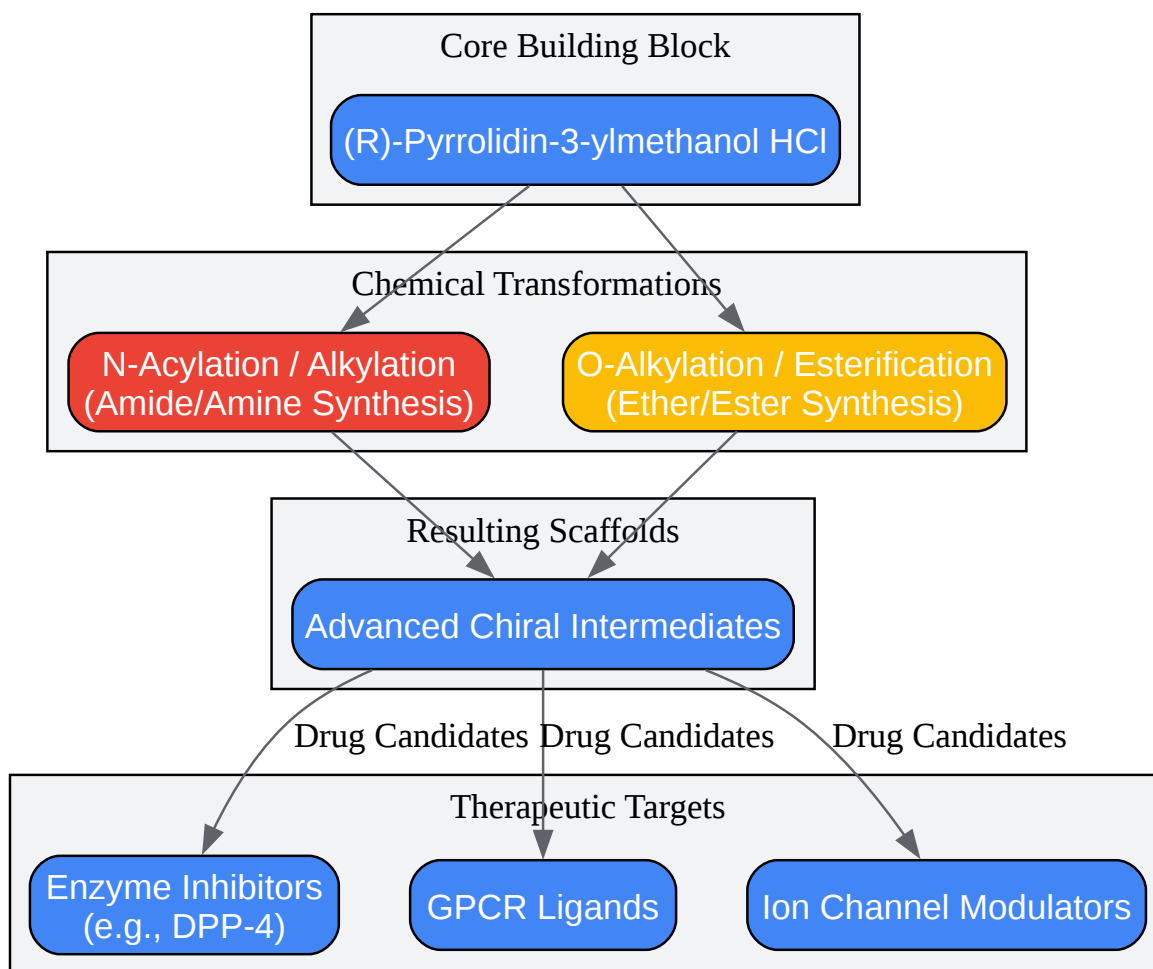 Core Building Block
(R)-Pyrrolidin-3-ylmethanol HCl
Chemical Transformations
N-Acylation / Alkylation
(Amide/Amine Synthesis)
O-Alkylation / Esterification
(Ether/Ester Synthesis)
Resulting Scaffolds
Advanced Chiral Intermediates
Drug Candidates
Drug Candidates
Drug Candidates
Therapeutic Targets
Enzyme Inhibitors
(e.g., DPP-4)
GPCR Ligands
Ion Channel Modulators